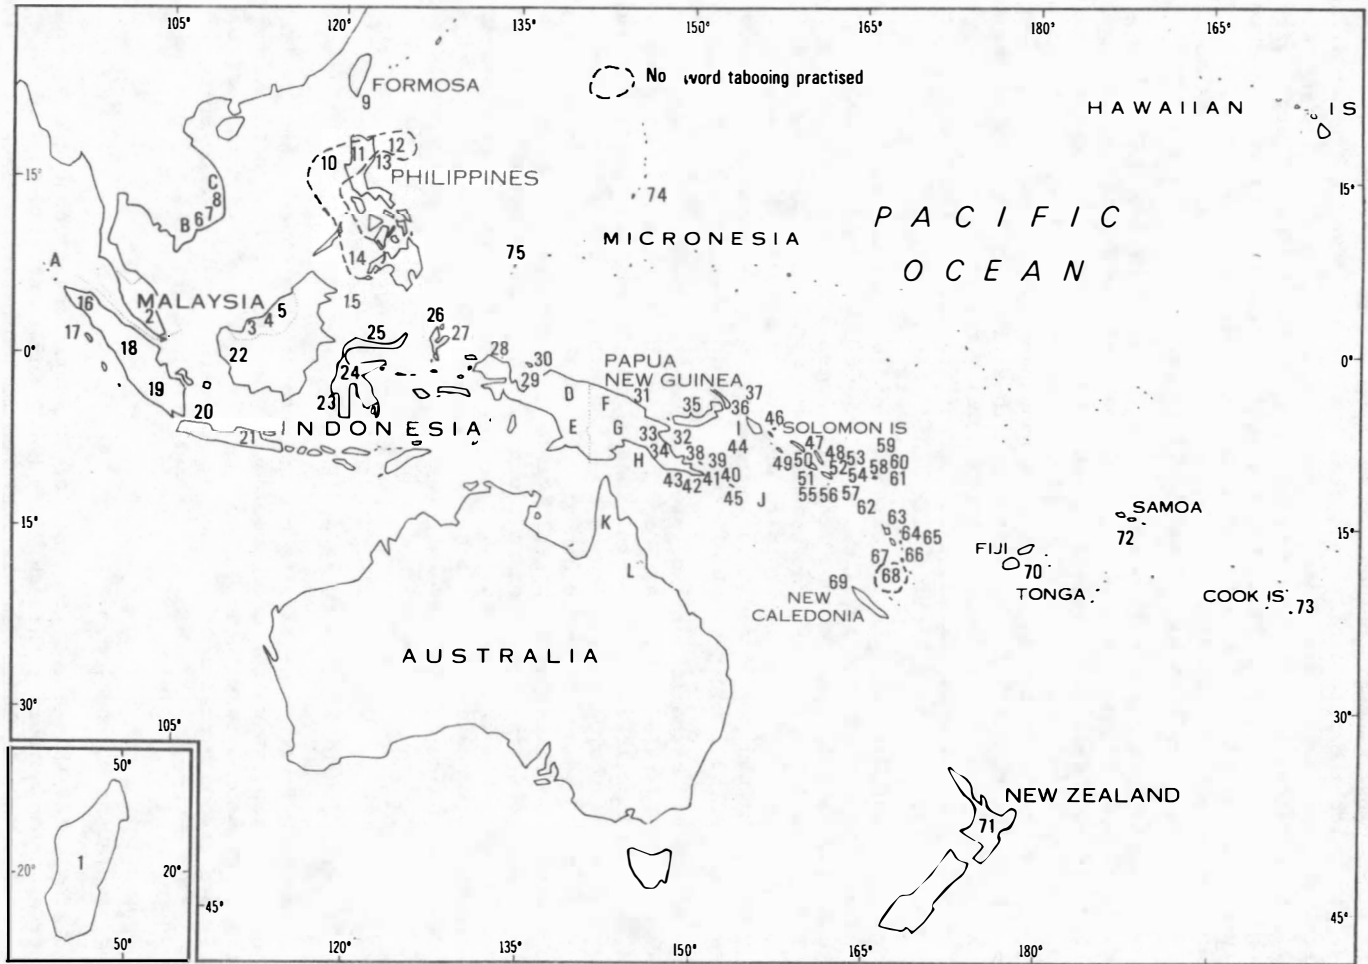 105° 120° 135° 150° 165° 180° 165°
No word tabooing practised
FORMOSA
9
HAWAIIAN IS
10 11 12 13
15° 15°
PHILIPPINES
74
C
8
B 6 7
PACIFIC
OCEAN
MICRONESIA
75
14
A
MALAYSIA
16 2 3 4 5 15
17 18 22
26 27
25
28 30
0° 0°
PAPUA
NEW GUINEA
24 29 D F 31 35 37 36
19 20 23
INDONESIA
21
E G I 46
SOLOMON IS
33 32 34 38 44 47 59
H 39 49 50 48 53 52 58 60
43 42 41 40 51 54 61
45 J 55 56 57
62
15° 15°
K 63
64 65
SAMOA
72
FIJI
70
67 66
L
69 68
TONGA
COOK IS 73
NEW
CALEDONIA
AUSTRALIA
30° 30°
105°
50°
NEW ZEALAND
71
1
20° 20°
45° 45°
50°
120° 135° 150° 165° 180°